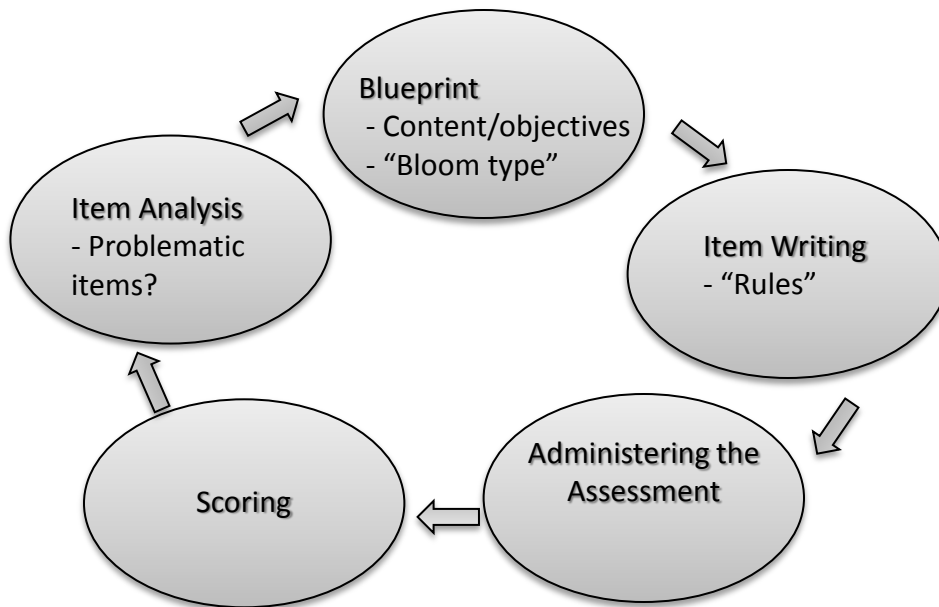 Blueprint
- Content/objectives
- “Bloom type”
Item Writing
- “Rules”
Administering the
Assessment
Scoring
Item Analysis
- Problematic
items?